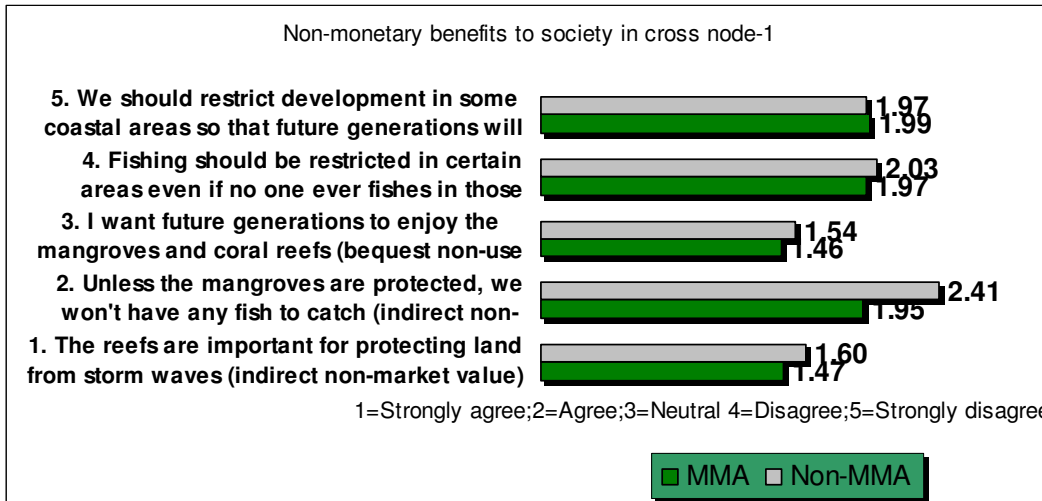 Non-monetary benefits to society in cross node-1
5. We should restrict development in some
coastal areas so that future generations will
1.97
1.99
4. Fishing should be restricted in certain
areas even if no one ever fishes in those
2.03
1.97
3. I want future generations to enjoy the
mangroves and coral reefs (bequest non-use
1.54
1.46
2. Unless the mangroves are protected, we
won't have any fish to catch (indirect non-
2.41
1.95
1. The reefs are important for protecting land
from storm waves (indirect non-market value)
1.60
1.47
1=Strongly agree;2=Agree;3=Neutral 4=Disagree;5=Strongly disagree
MMA Non-MMA